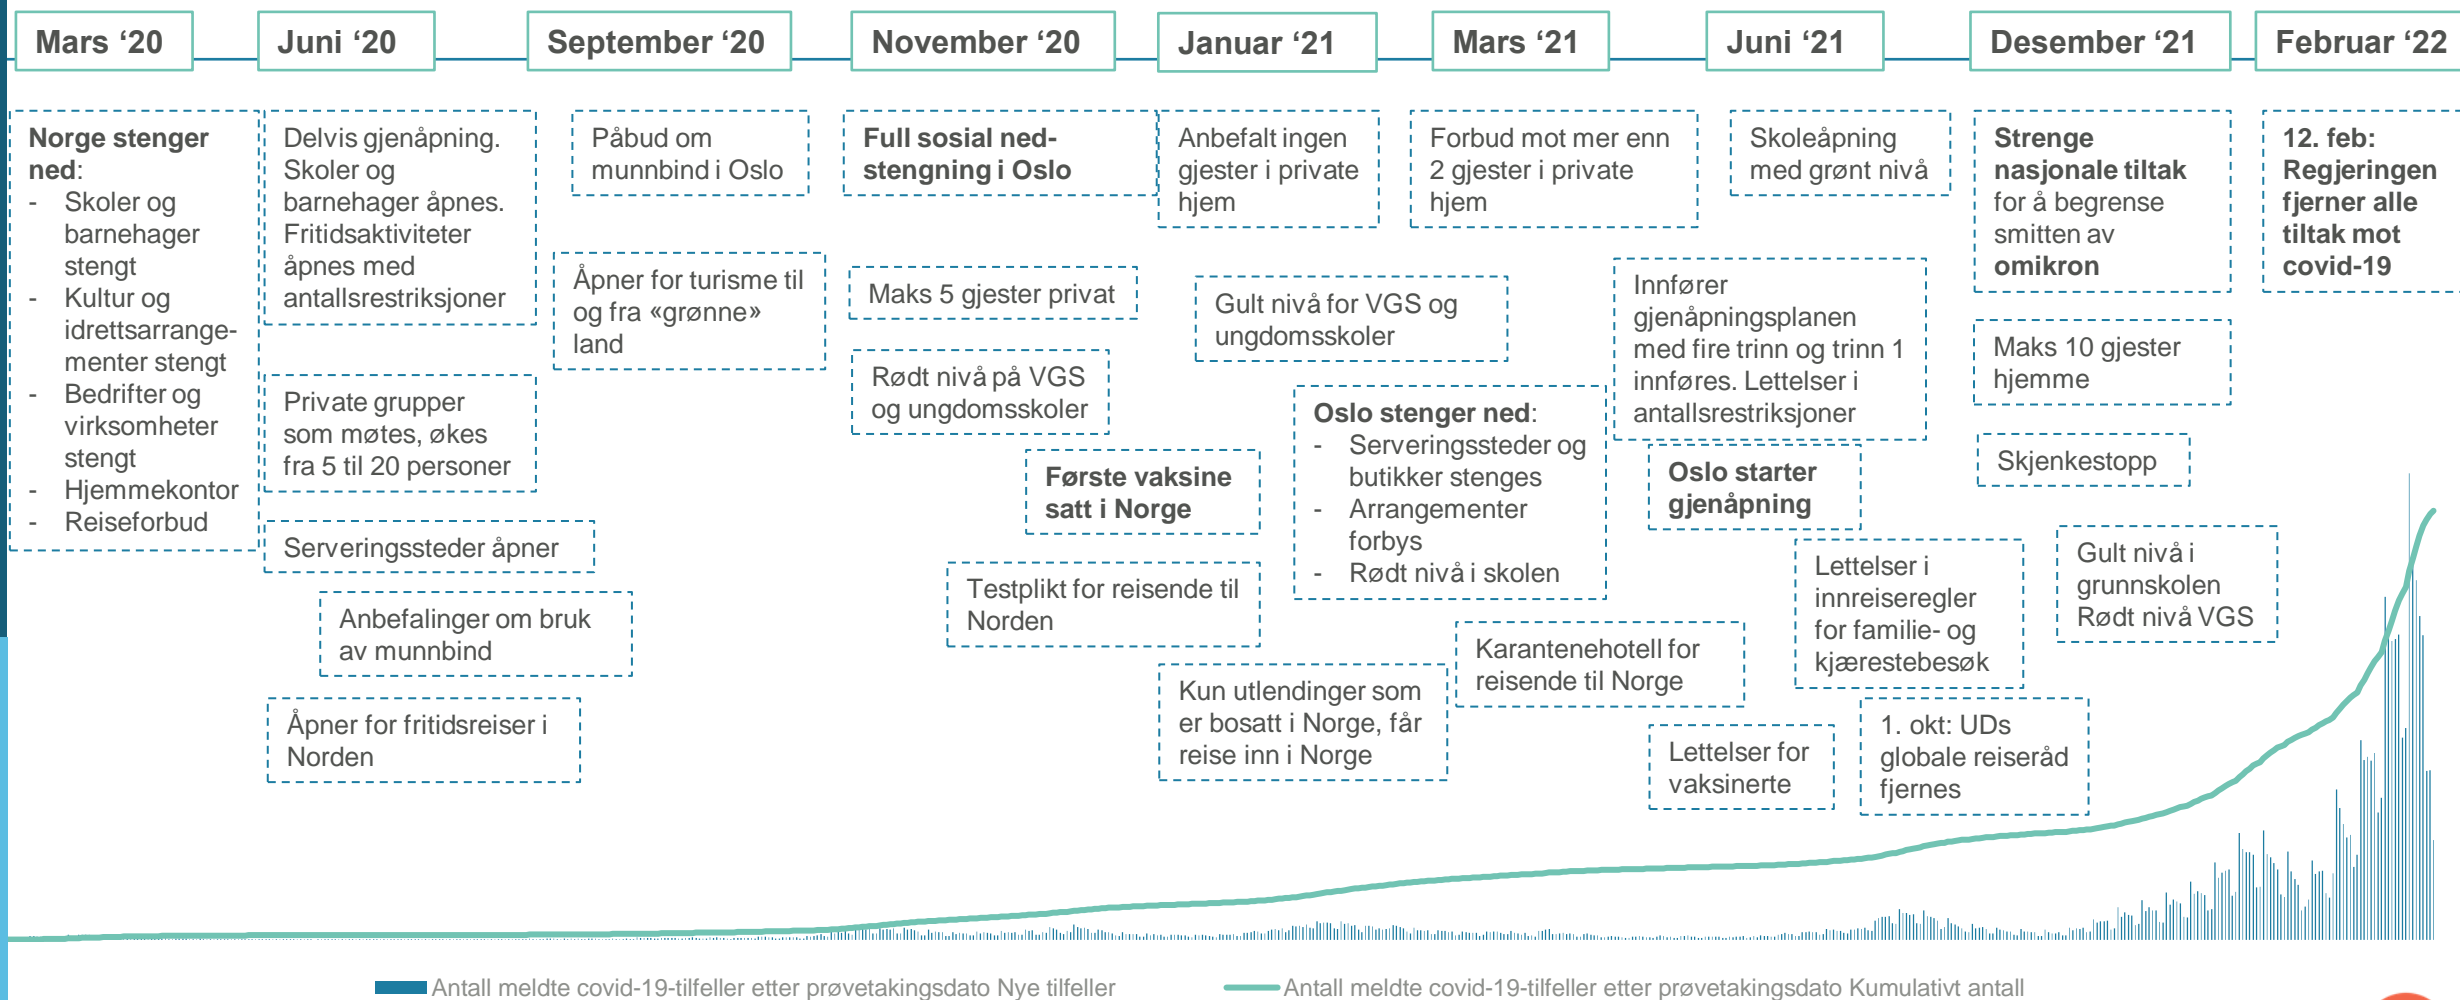 Mars ‘20
Juni ‘20
September ‘20
November ‘20
Januar ‘21
Mars ‘21
Juni ‘21
Desember ‘21
Februar ‘22
Norge stenger
ned:
- Skoler og
barnehager
stengt
- Kultur og
idrettsarrange-
menter stengt
- Bedrifter og
virksomheter
stengt
- Hjemmekontor
- Reiseforbud
Delvis gjenåpning.
Skoler og
barnehager åpnes.
Fritidsaktiviteter
åpnes med
antallsrestriksjoner
Private grupper
som møtes, økes
fra 5 til 20 personer
Serveringssteder åpner
Anbefalinger om bruk
av munnbind
Åpner for fritidsreiser i
Norden
Påbud om
munnbind i Oslo
Åpner for turisme til
og fra «grønne»
land
Full sosial ned-
stengning i Oslo
Maks 5 gjester privat
Rødt nivå på VGS
og ungdomsskoler
Første vaksine
satt i Norge
Testplikt for reisende til
Norden
Anbefalt ingen
gjester i private
hjem
Gult nivå for VGS og
ungdomsskoler
Oslo stenger ned:
- Serveringssteder og
butikker stenges
- Arrangementer
forbys
- Rødt nivå i skolen
Kun utlendinger som
er bosatt i Norge, får
reise inn i Norge
Forbud mot mer enn
2 gjester i private
hjem
Karantenehotell for
reisende til Norge
Skoleåpning
med grønt nivå
Innfører
gjenåpningsplanen
med fire trinn og trinn 1
innføres. Lettelser i
antallsrestriksjoner
Oslo starter
gjenåpning
Lettelser i
innreiseregler
for familie- og
kjærestebesøk
Lettelser for
vaksinerte
1. okt: UDs
globale reiseråd
fjernes
Strenge
nasjonale tiltak
for å begrense
smitten av
omikron
Maks 10 gjester
hjemme
Skjenkestopp
Gult nivå i
grunnskolen
Rødt nivå VGS
12. feb:
Regjeringen
fjerner alle
tiltak mot
covid-19
Antall meldte covid-19-tilfeller etter prøvetakingsdato Nye tilfeller
Antall meldte covid-19-tilfeller etter prøvetakingsdato Kumulativt antall